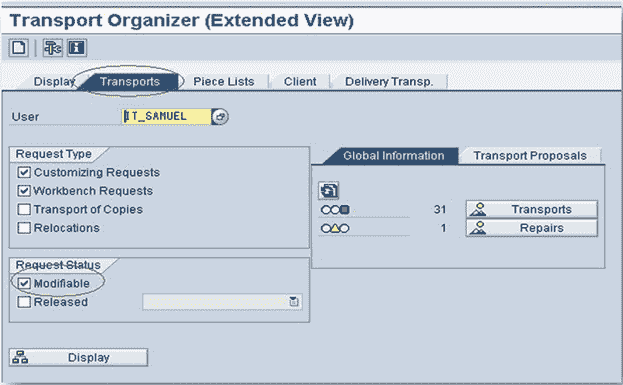 Transport Organizer (Extended View)
Display Transports Piece Lists Client Delivery Transp.
User IT_SAMUEL
Request Type
Customizing Requests
Workbench Requests
Transport of Copies
Relocations
Global Information Transport Proposals
31 Transports
1 Repairs
Request Status
Modifiable
Released
Display